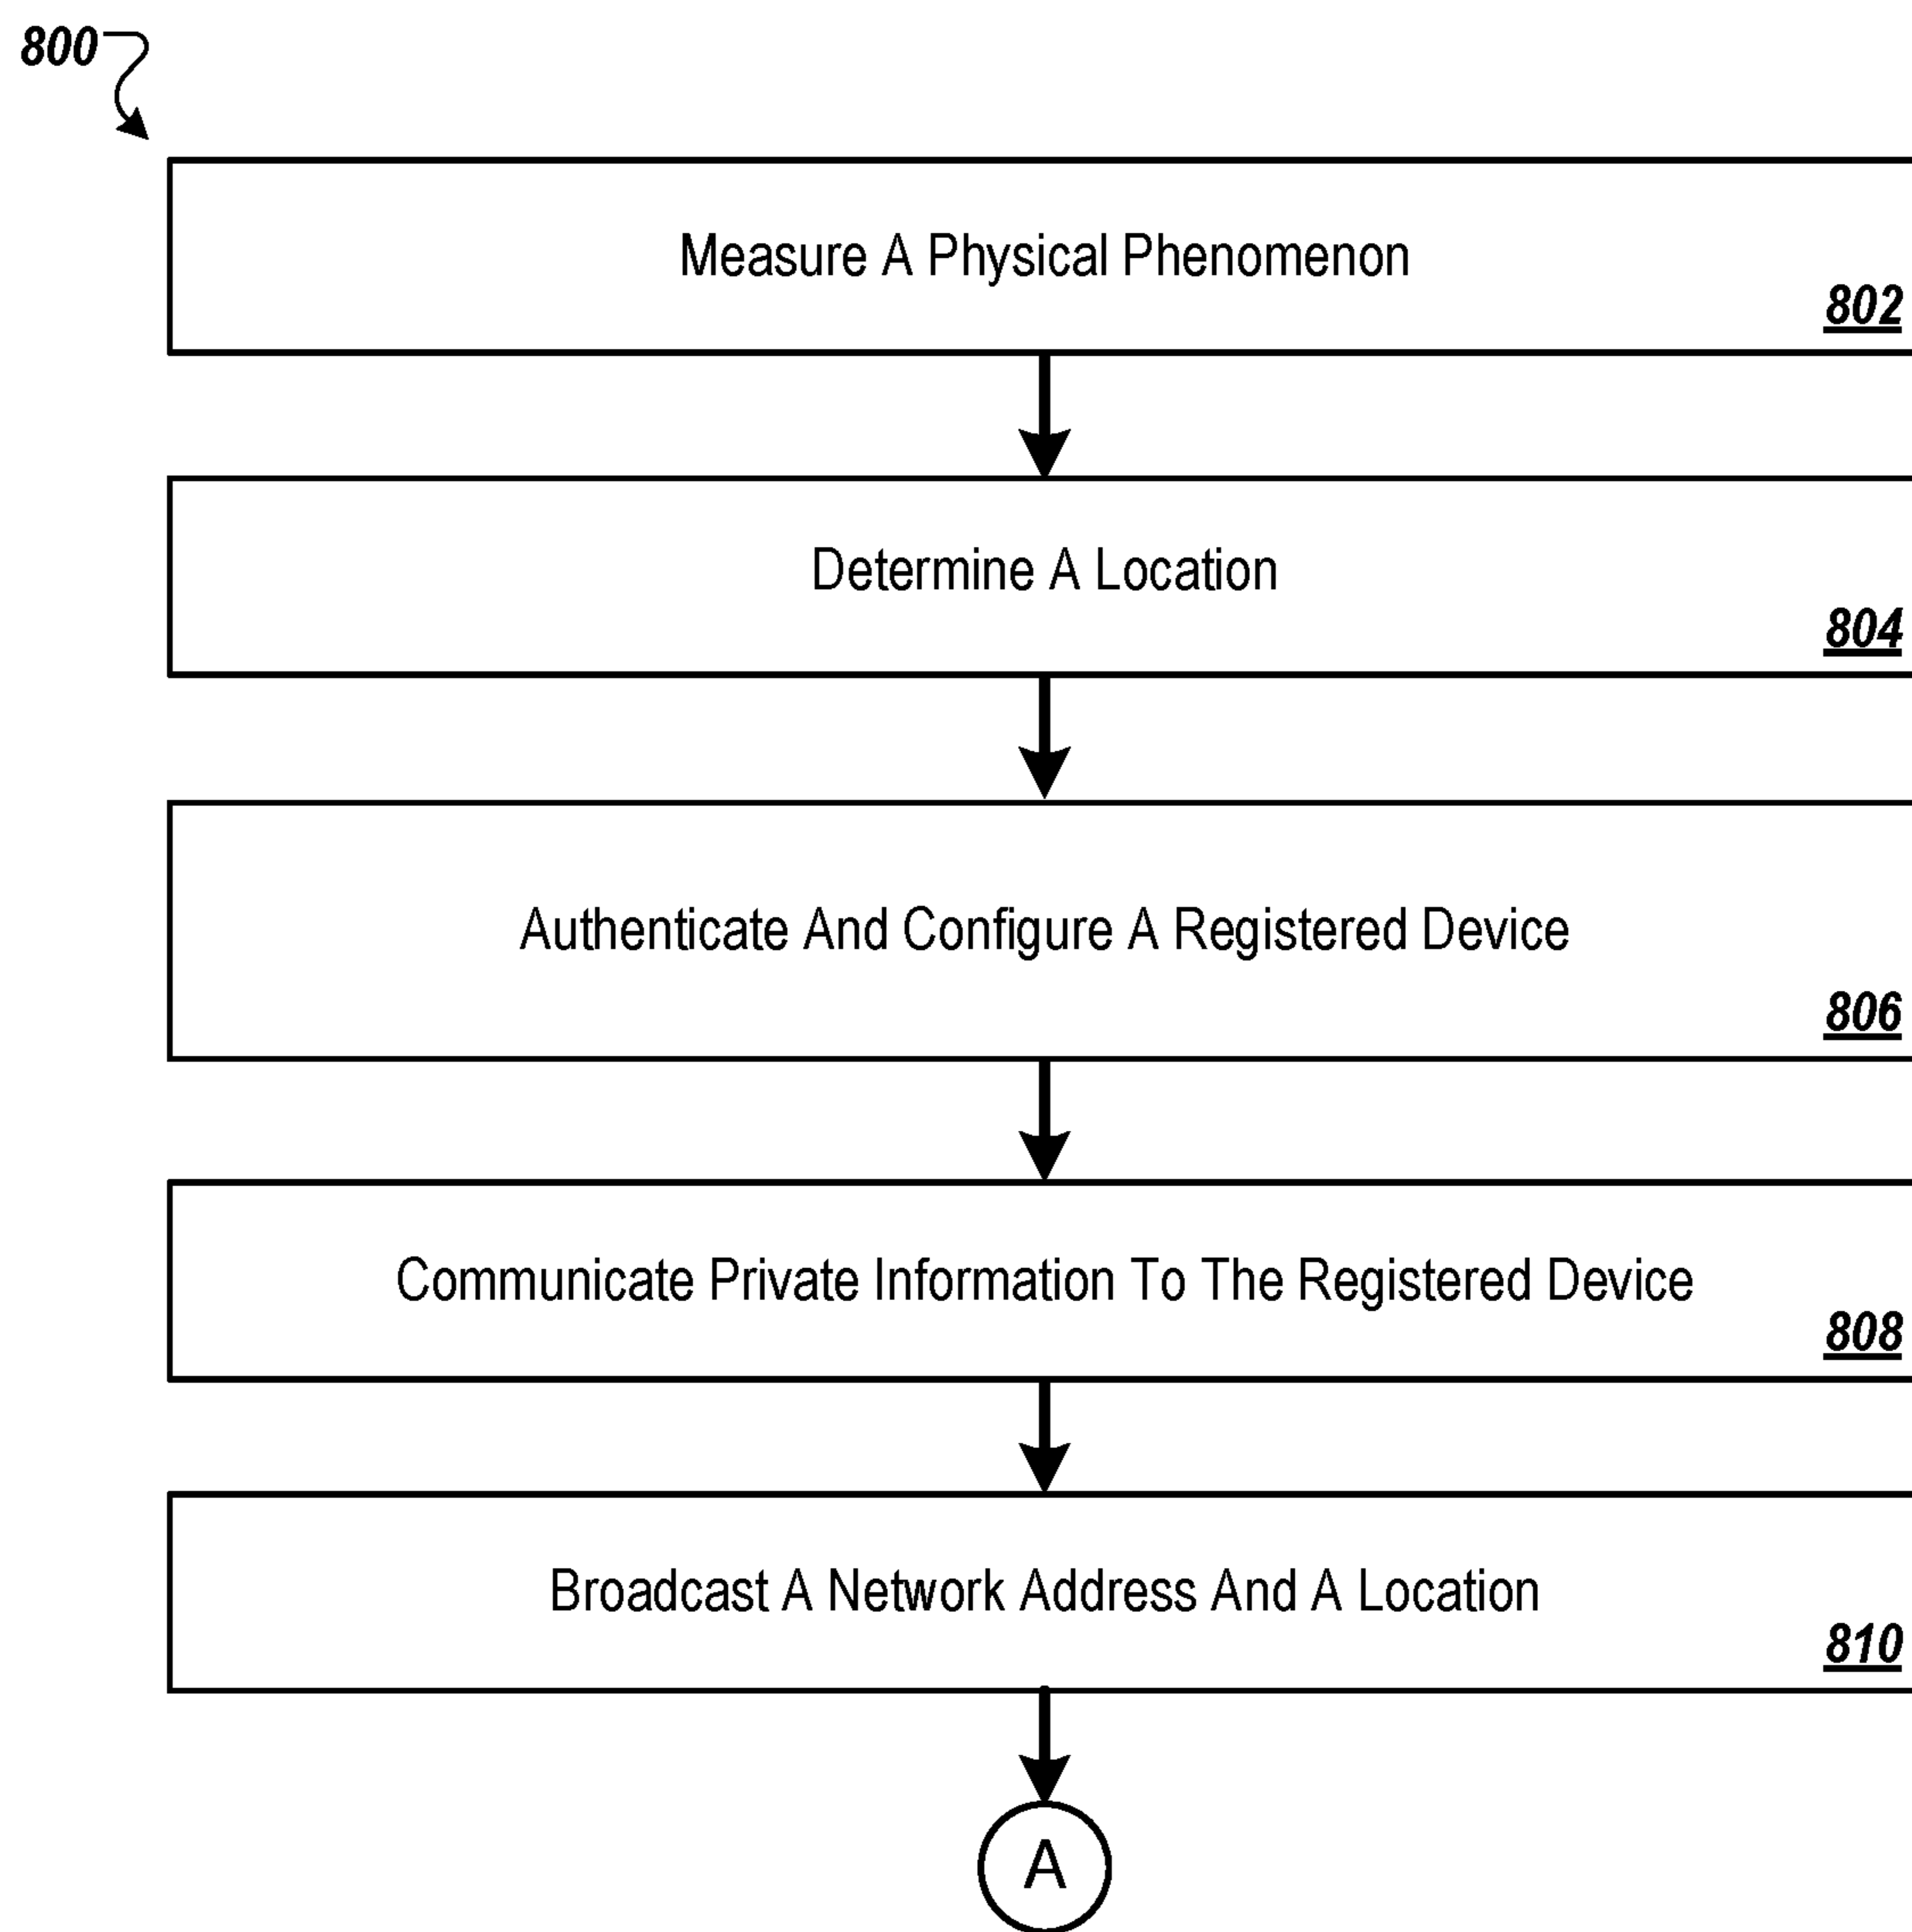 800
Measure A Physical Phenomenon
802
Determine A Location
804
Authenticate And Configure A Registered Device
806
Communicate Private Information To The Registered Device
808
Broadcast A Network Address And A Location
810
A